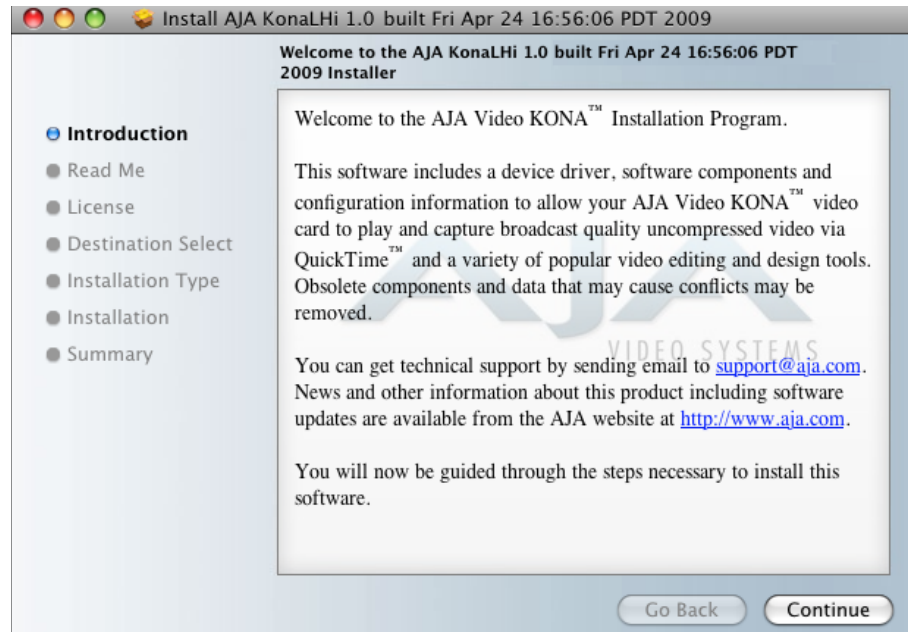 Install AJA KonaLHi 1.0 built Fri Apr 24 16:56:06 PDT 2009
Welcome to the AJA KonaLHi 1.0 built Fri Apr 24 16:56:06 PDT
2009 Installer
Introduction
Read Me
License
Destination Select
Installation Type
Installation
Summary
Welcome to the AJA Video KONA™ Installation Program.
This software includes a device driver, software components and
configuration information to allow your AJA Video KONA™ video
card to play and capture broadcast quality uncompressed video via
QuickTime™ and a variety of popular video editing and design tools.
Obsolete components and data that may cause conflicts may be
removed.
You can get technical support by sending email to support@aja.com.
News and other information about this product including software
updates are available from the AJA website at http://www.aja.com.
You will now be guided through the steps necessary to install this
software.
AJA
VIDEO SYSTEMS
Go Back
Continue